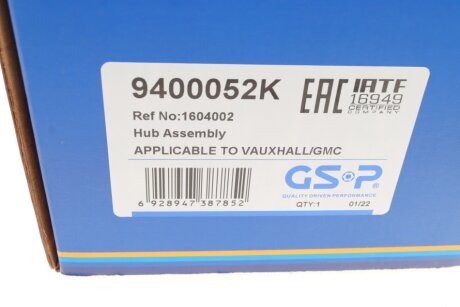 9400052K
EAC IATF
16949
CERTIFIED
COMPANY
Ref No:1604002
Hub Assembly
APPLICABLE TO VAUXHALL/GMC
GSP®
QUALITY DRIVEN PERFORMANCE
6 928947 387852
QTY:1 01/22